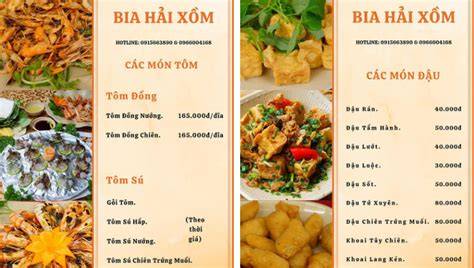 BIA HẢI XỒM
HOTLINE: 0915663890 & 0966004168
CÁC MÓN TÔM
Tôm Đồng
Tôm Đồng Nướng. 165.000đ/đĩa
Tôm Đồng Chiên. 165.000đ/đĩa
Tôm Sú
Gỏi Tôm.
Tôm Sú Hấp.
Tôm Sú Nướng.
Tôm Sú Chiên Trứng Muối.
(Theo
thời
giá)
BIA HẢI XỒM
HOTLINE: 0915663890 & 0966004168
CÁC MÓN ĐẬU
Đậu Rán. 40.000đ
Đậu Tẩm Hành. 50.000đ
Đậu Lướt. 40.000đ
Đậu Luộc. 30.000đ
Đậu Sốt. 50.000đ
Đậu Tứ Xuyên. 80.000đ
Đậu Chiên Trứng Muối. 80.000đ
Khoai Tây Chiên. 50.000đ
Khoai Lang Kén. 50.000đ